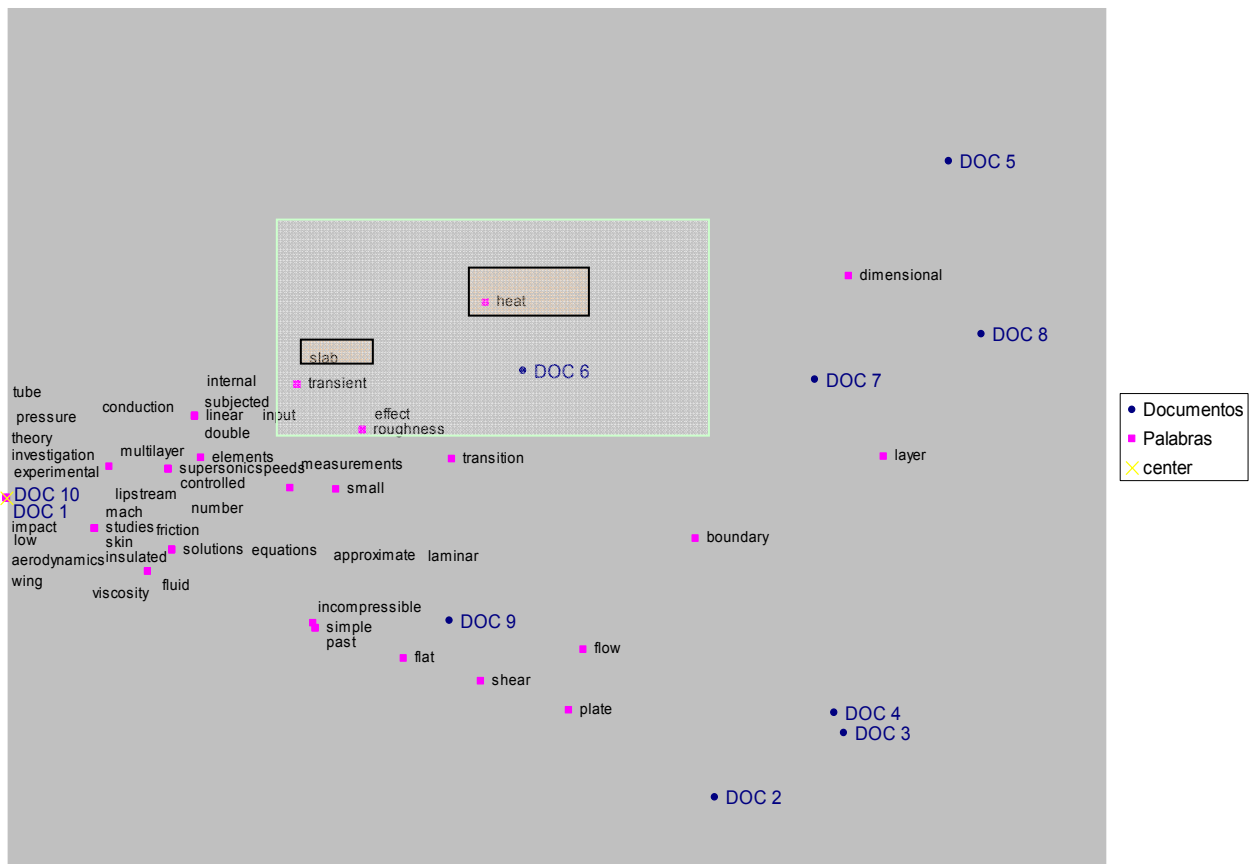 DOC 5
dimensional
heat
DOC 8
slab
DOC 6
DOC 7
transient
internal
tube
subjected
conduction
pressure
linear
input
effect
double
roughness
theory
multilayer
investigation
elements
measurements
transition
layer
experimental
supersonicspeeds
controlled
small
DOC 10
lipstream
number
DOC 1
mach
impact
studies
friction
low
skin
solutions
equations
approximate
laminar
boundary
aerodynamics
insulated
wing
fluid
viscosity
incompressible
simple
DOC 9
past
flow
flat
shear
plate
DOC 4
DOC 3
DOC 2
Documentos
Palabras
center